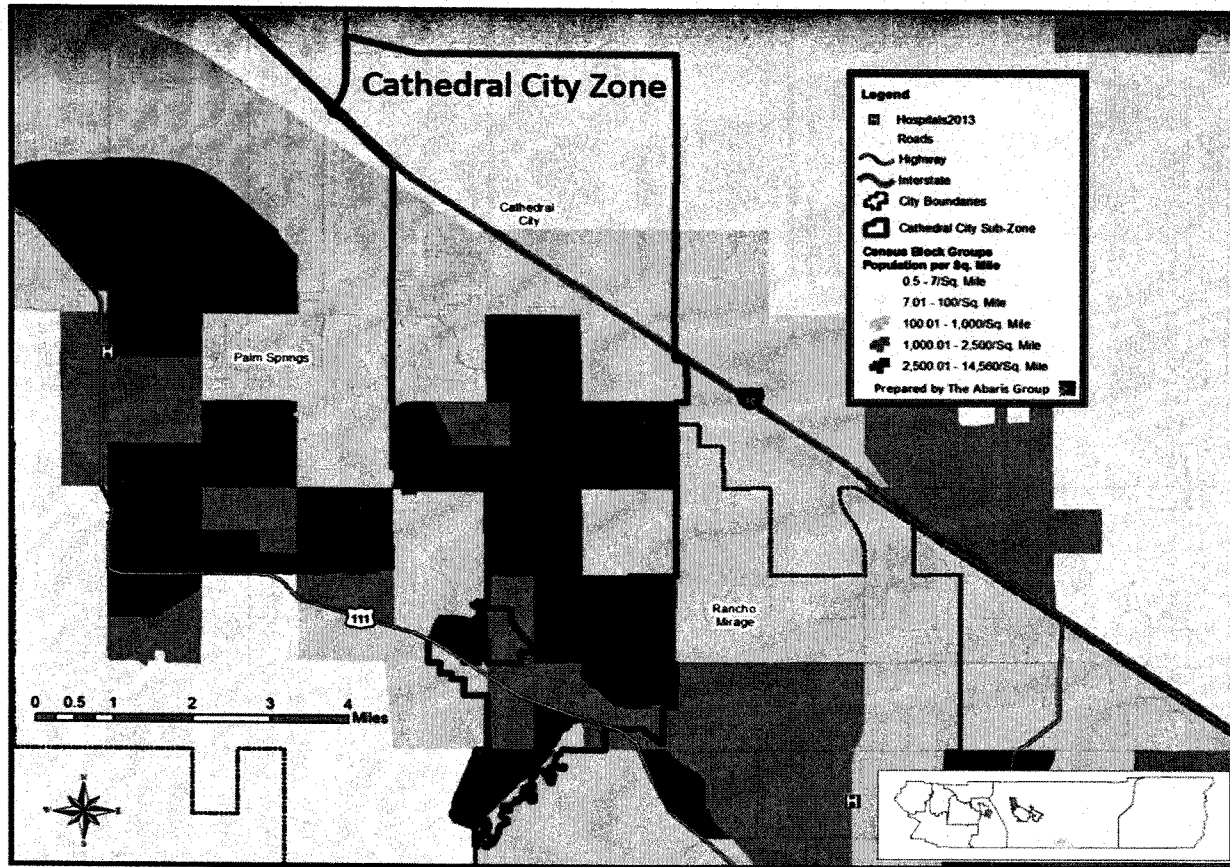 Cathedral City Zone
Cathedral
City
Palm Springs
Rancho
Mirage
111
H
H
Legend
H Hospitals2013
Roads
Highway
Interstate
City Boundaries
Cathedral City Sub-Zone
Census Block Groups
Population per Sq. Mile
0.5 - 7/Sq. Mile
7.01 - 100/Sq. Mile
100.01 - 1,000/Sq. Mile
1,000.01 - 2,500/Sq. Mile
2,500.01 - 14,560/Sq. Mile
Prepared by The Abaris Group
0 0.5 1 2 3 4
Miles